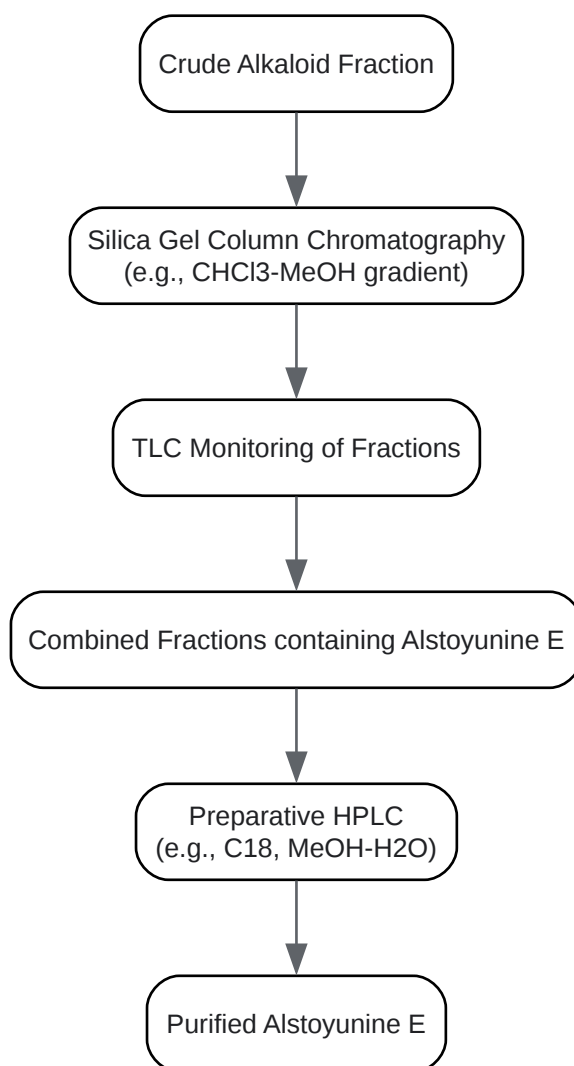 Crude Alkaloid Fraction
Silica Gel Column Chromatography
(e.g., CHCl3-MeOH gradient)
TLC Monitoring of Fractions
Combined Fractions containing Alstoyunine E
Preparative HPLC
(e.g., C18, MeOH-H2O)
Purified Alstoyunine E